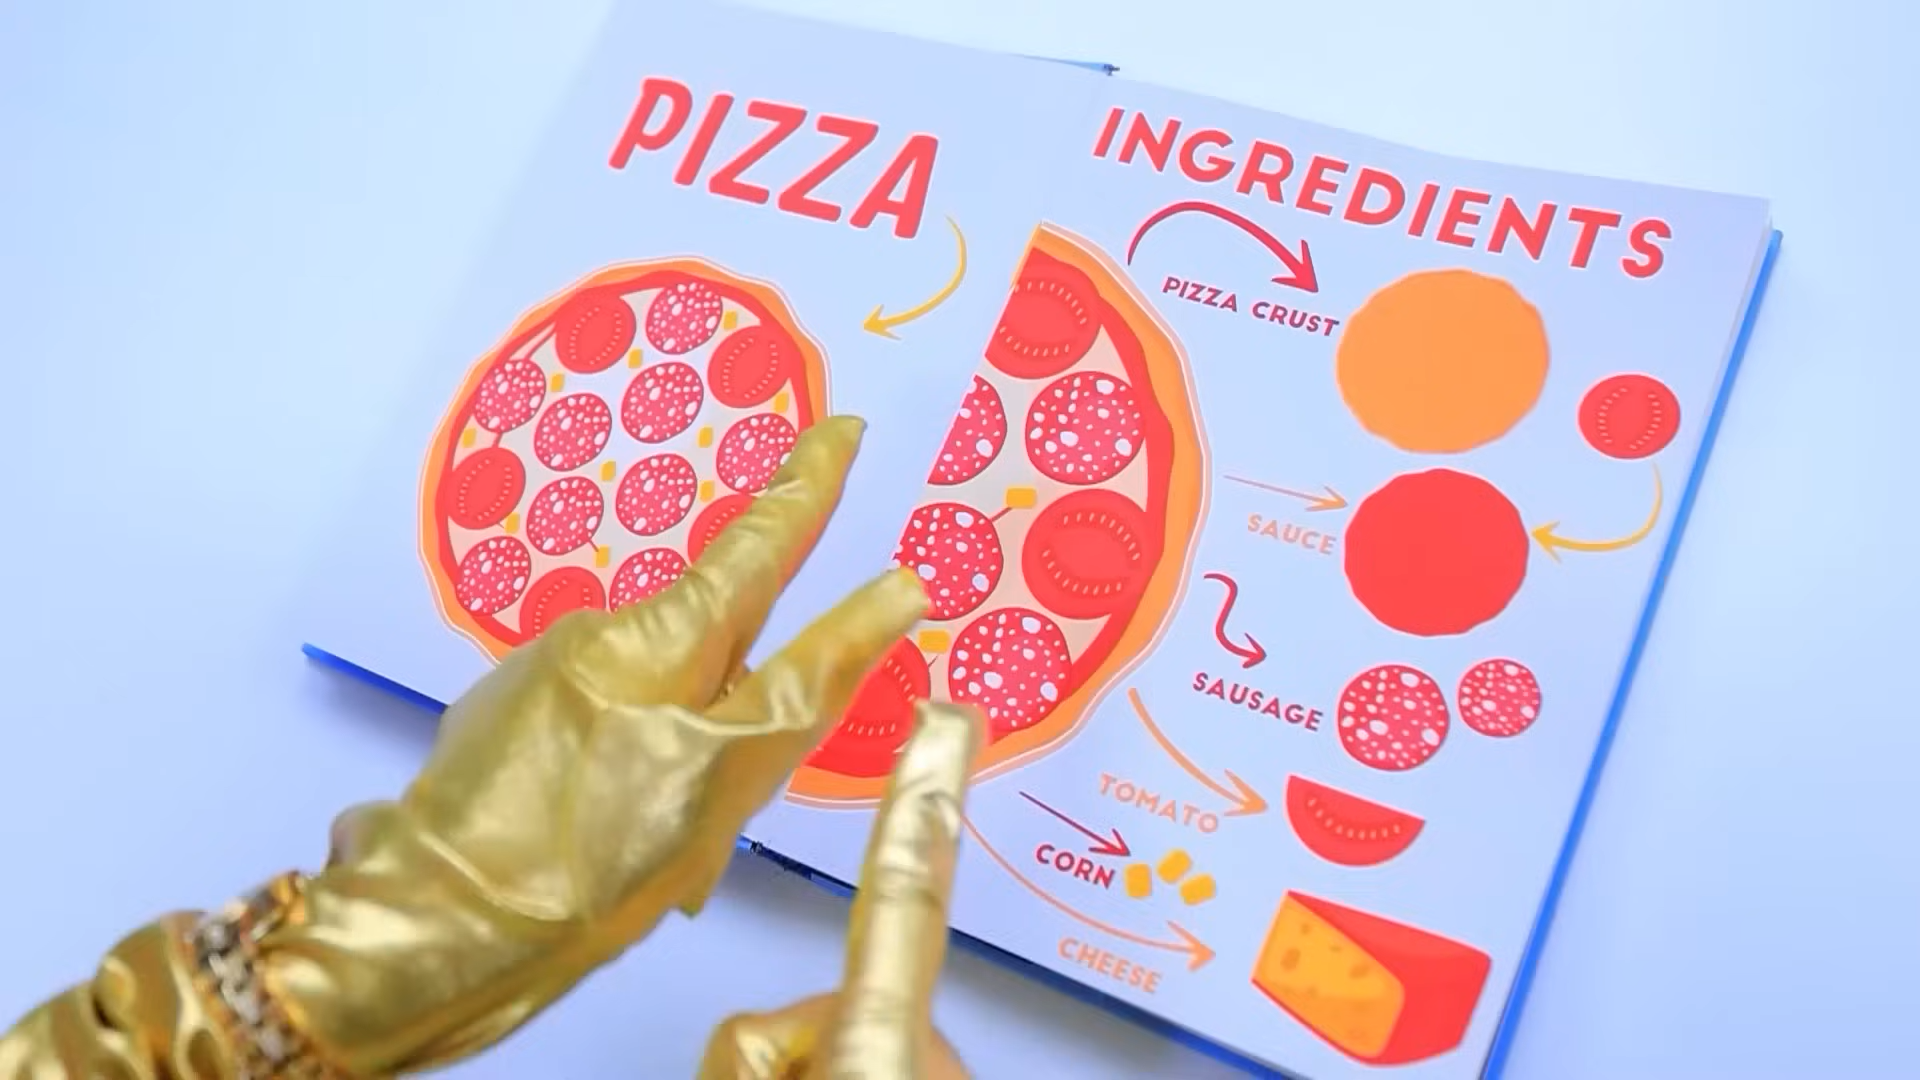 PIZZA
INGREDIENTS
PIZZA CRUST
SAUCE
SAUSAGE
TOMATO
CORN
CHEESE